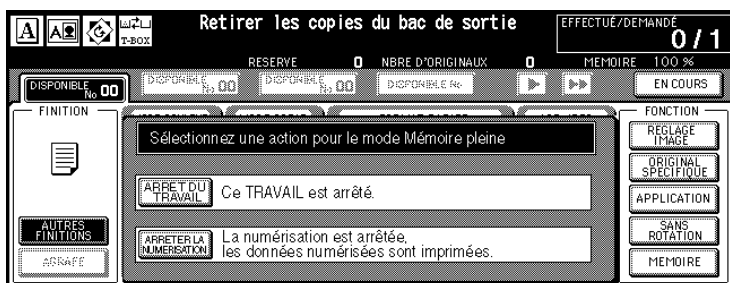 A
A
T-BOX
Retirer les copies du bac de sortie
EFFECTUÉ/DEMANDÉ
0 / 1
RESERVE 0 NBRE D'ORIGINAUX 0 MEMOIRE 100 %
DISPONIBLE No 00
DISPONIBLE No 00
DISPONIBLE No 00
DISPONIBLE No
EN COURS
FINITION
FONCTION
Sélectionnez une action pour le mode Mémoire pleine
ARRET DU
TRAVAIL
Ce TRAVAIL est arrêté.
ARRETER LA
NUMERISATION
La numérisation est arrêtée,
les données numérisées sont imprimées.
AUTRES
FINITIONS
AGRAFE
REGLAGE
IMAGE
ORIGINAL
SPECIFIQUE
APPLICATION
SANS
ROTATION
MEMOIRE